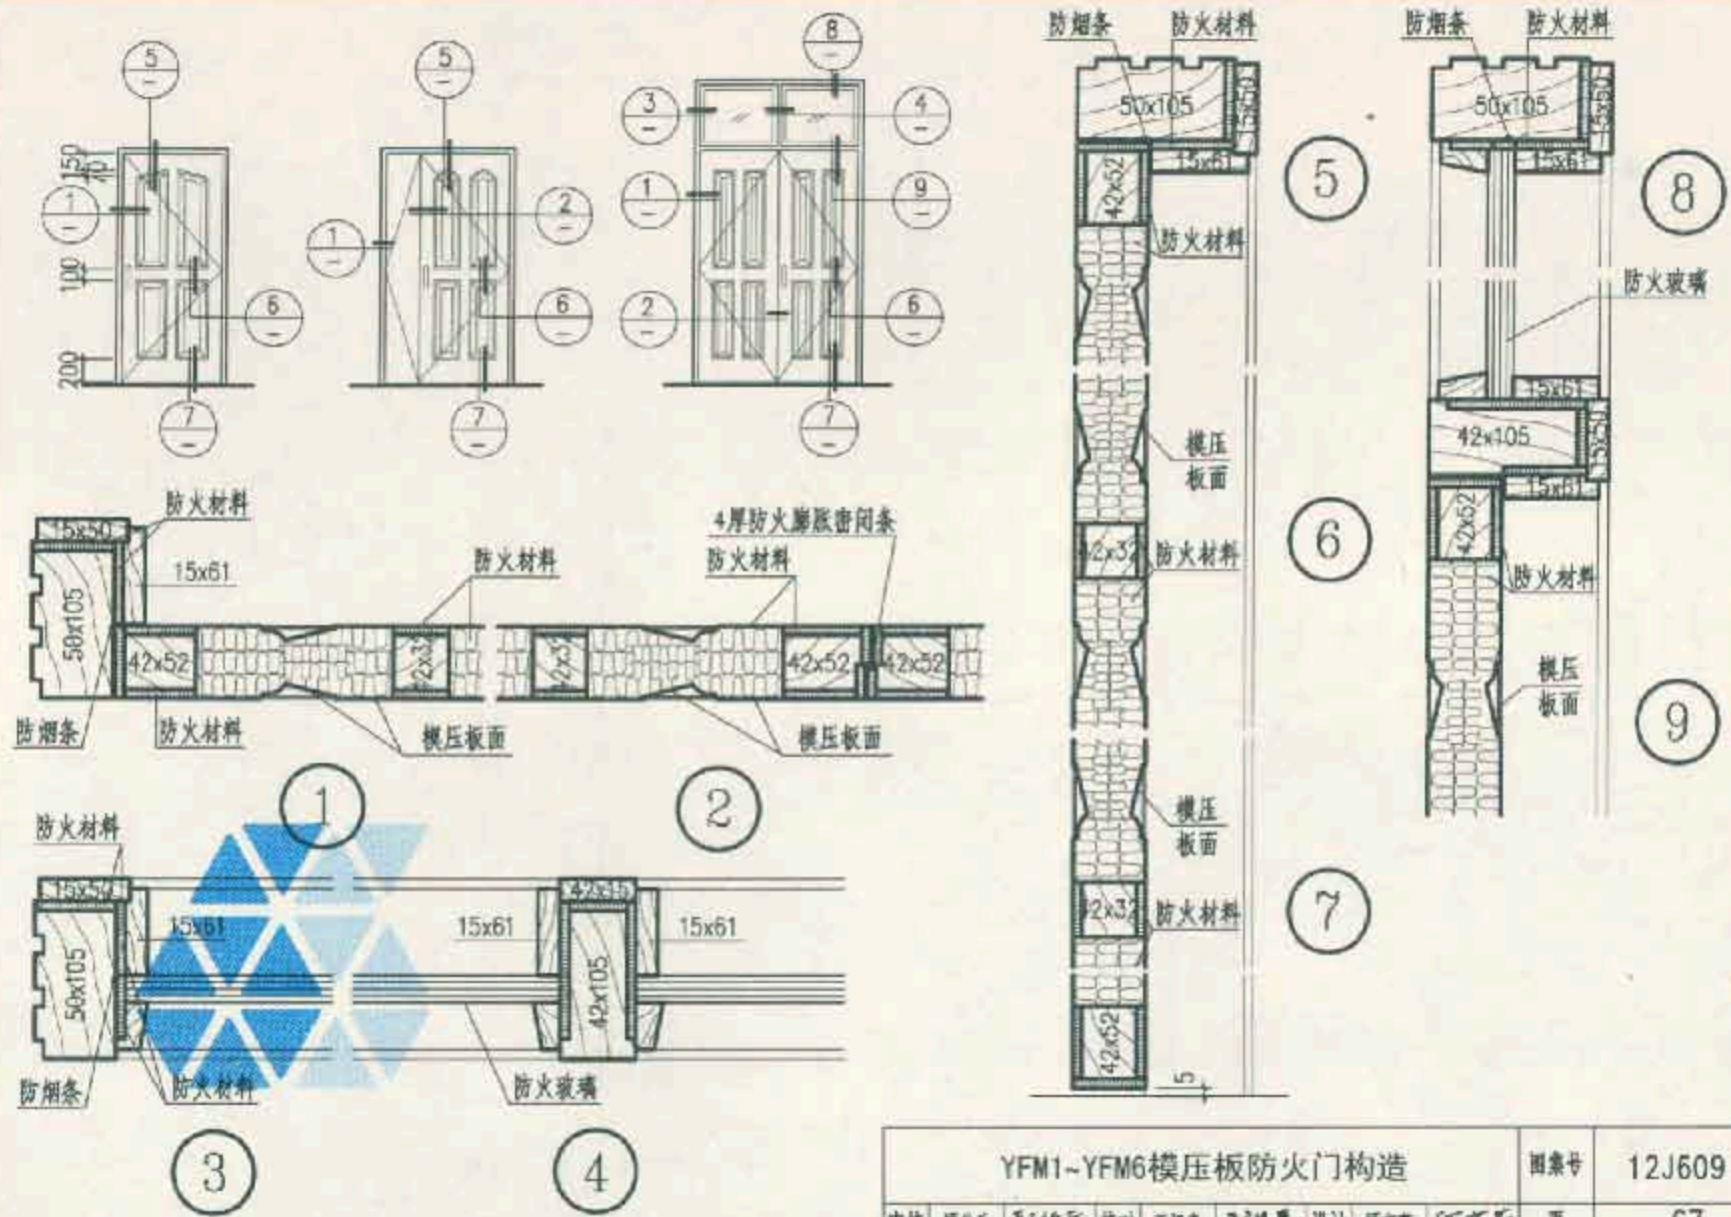 5
—
5
—
8
—
3
—
4
—
150
40
1
—
100
6
—
200
7
—
1
—
2
—
6
—
7
—
1
—
9
—
2
—
6
—
7
—
防火材料
15x50
15x61
50x105
42x52
防火材料
42x32
防烟条
防火材料
模压板面
1
4厚防火膨胀密闭条
防火材料
42x32
42x52
42x52
模压板面
2
防火材料
15x50
15x61
50x105
防烟条
防火材料
3
42x15
15x61
15x61
42x105
防火玻璃
4
防烟条
防火材料
50x105
15x50
15x61
42x52
防火材料
5
模压
板面
42x32
防火材料
6
模压
板面
42x32
防火材料
7
42x52
5
防烟条
防火材料
50x105
15x50
15x61
8
防火玻璃
15x61
42x105
15x50
15x61
42x52
防火材料
模压
板面
9
YFM1~YFM6模压板防火门构造
图集号
12J609